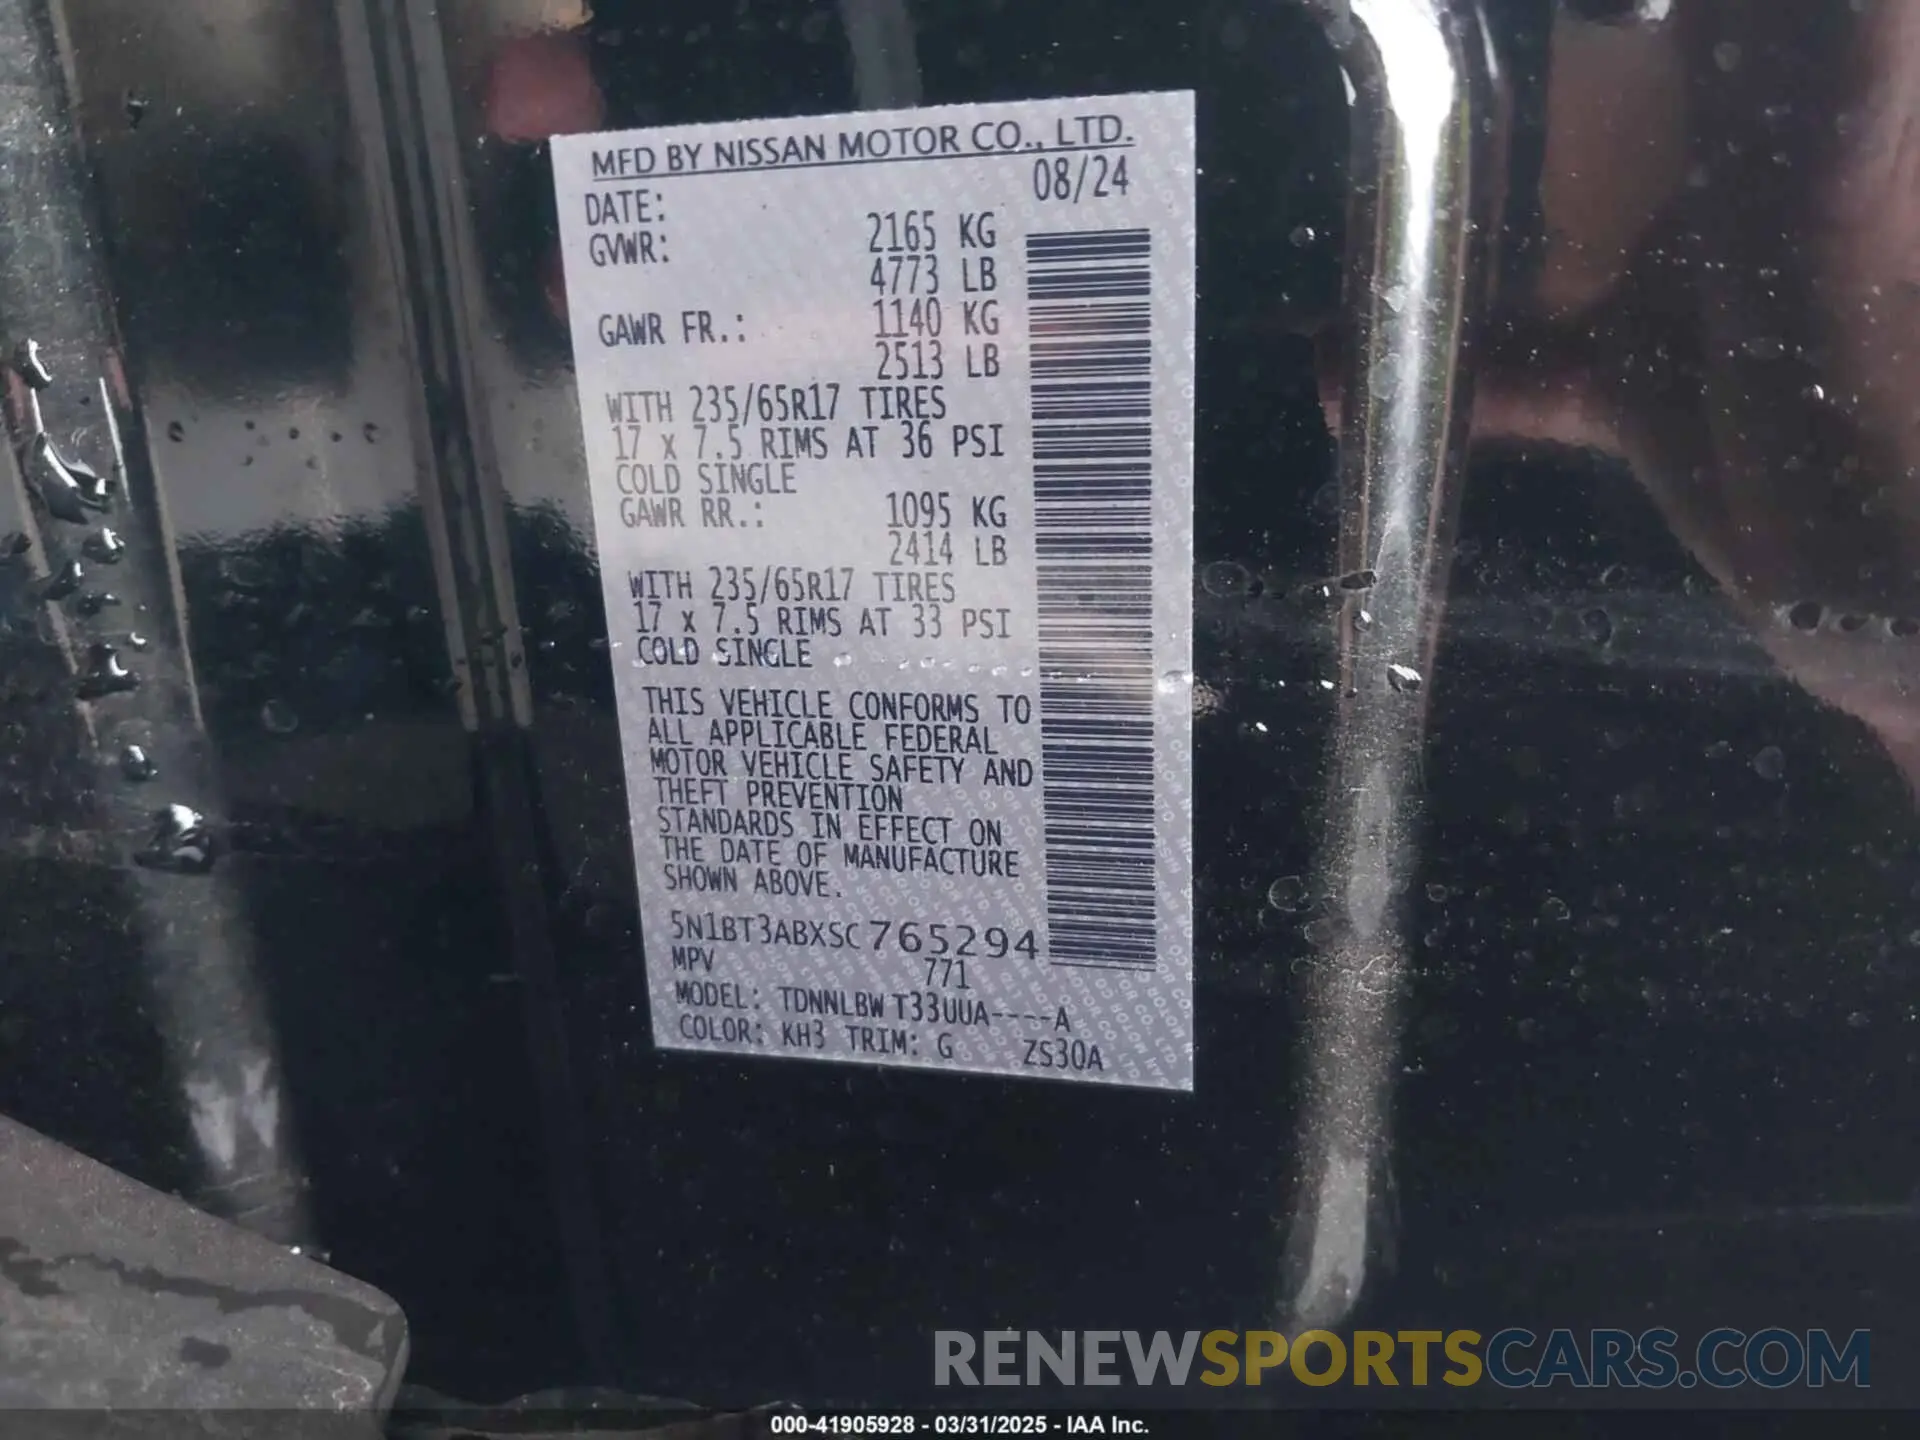 MFD BY NISSAN MOTOR CO., LTD.
DATE: 08/24
GVWR: 2165 KG
4773 LB
GAWR FR.: 1140 KG
2513 LB
WITH 235/65R17 TIRES
17 x 7.5 RIMS AT 36 PSI
COLD SINGLE
GAWR RR.: 1095 KG
2414 LB
WITH 235/65R17 TIRES
17 x 7.5 RIMS AT 33 PSI
COLD SINGLE
THIS VEHICLE CONFORMS TO
ALL APPLICABLE FEDERAL
MOTOR VEHICLE SAFETY AND
THEFT PREVENTION
STANDARDS IN EFFECT ON
THE DATE OF MANUFACTURE
SHOWN ABOVE.
5N1BT3ABXSC765294
MPV 771
MODEL: TDNNLBW T33UUA----A
COLOR: KH3 TRIM: G ZS30A
RENEWSPORTSCARS.COM
000-41905928 - 03/31/2025 - IAA Inc.